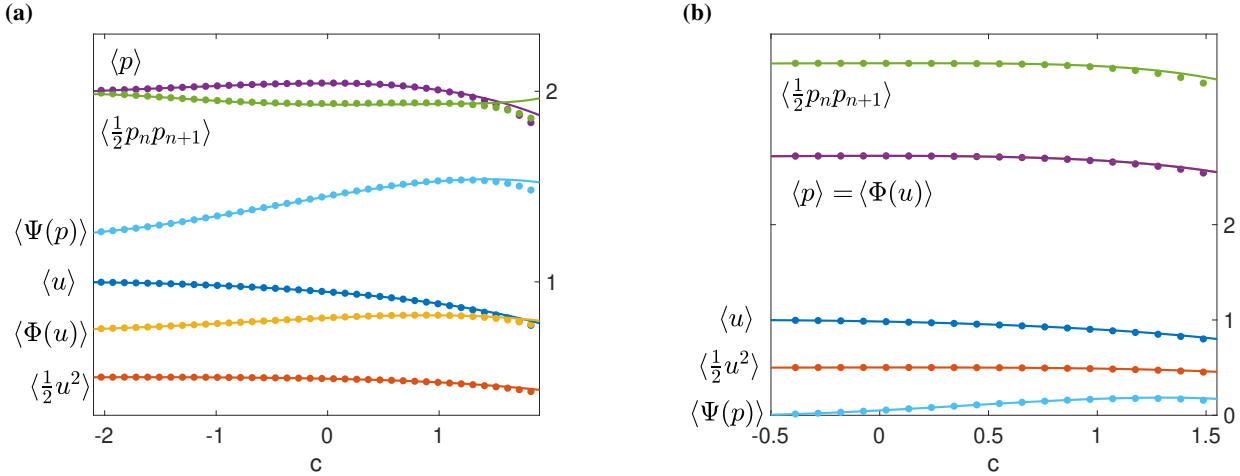 (a)
⟨p⟩
2
⟨½pₙpₙ₊₁⟩
⟨Ψ(p)⟩
⟨u⟩
1
⟨Φ(u)⟩
⟨½u²⟩
-2 -1 0 1
c
(b)
⟨½pₙpₙ₊₁⟩
⟨p⟩ = ⟨Φ(u)⟩
2
⟨u⟩
1
⟨½u²⟩
⟨Ψ(p)⟩
0
-0.5 0 0.5 1 1.5
c